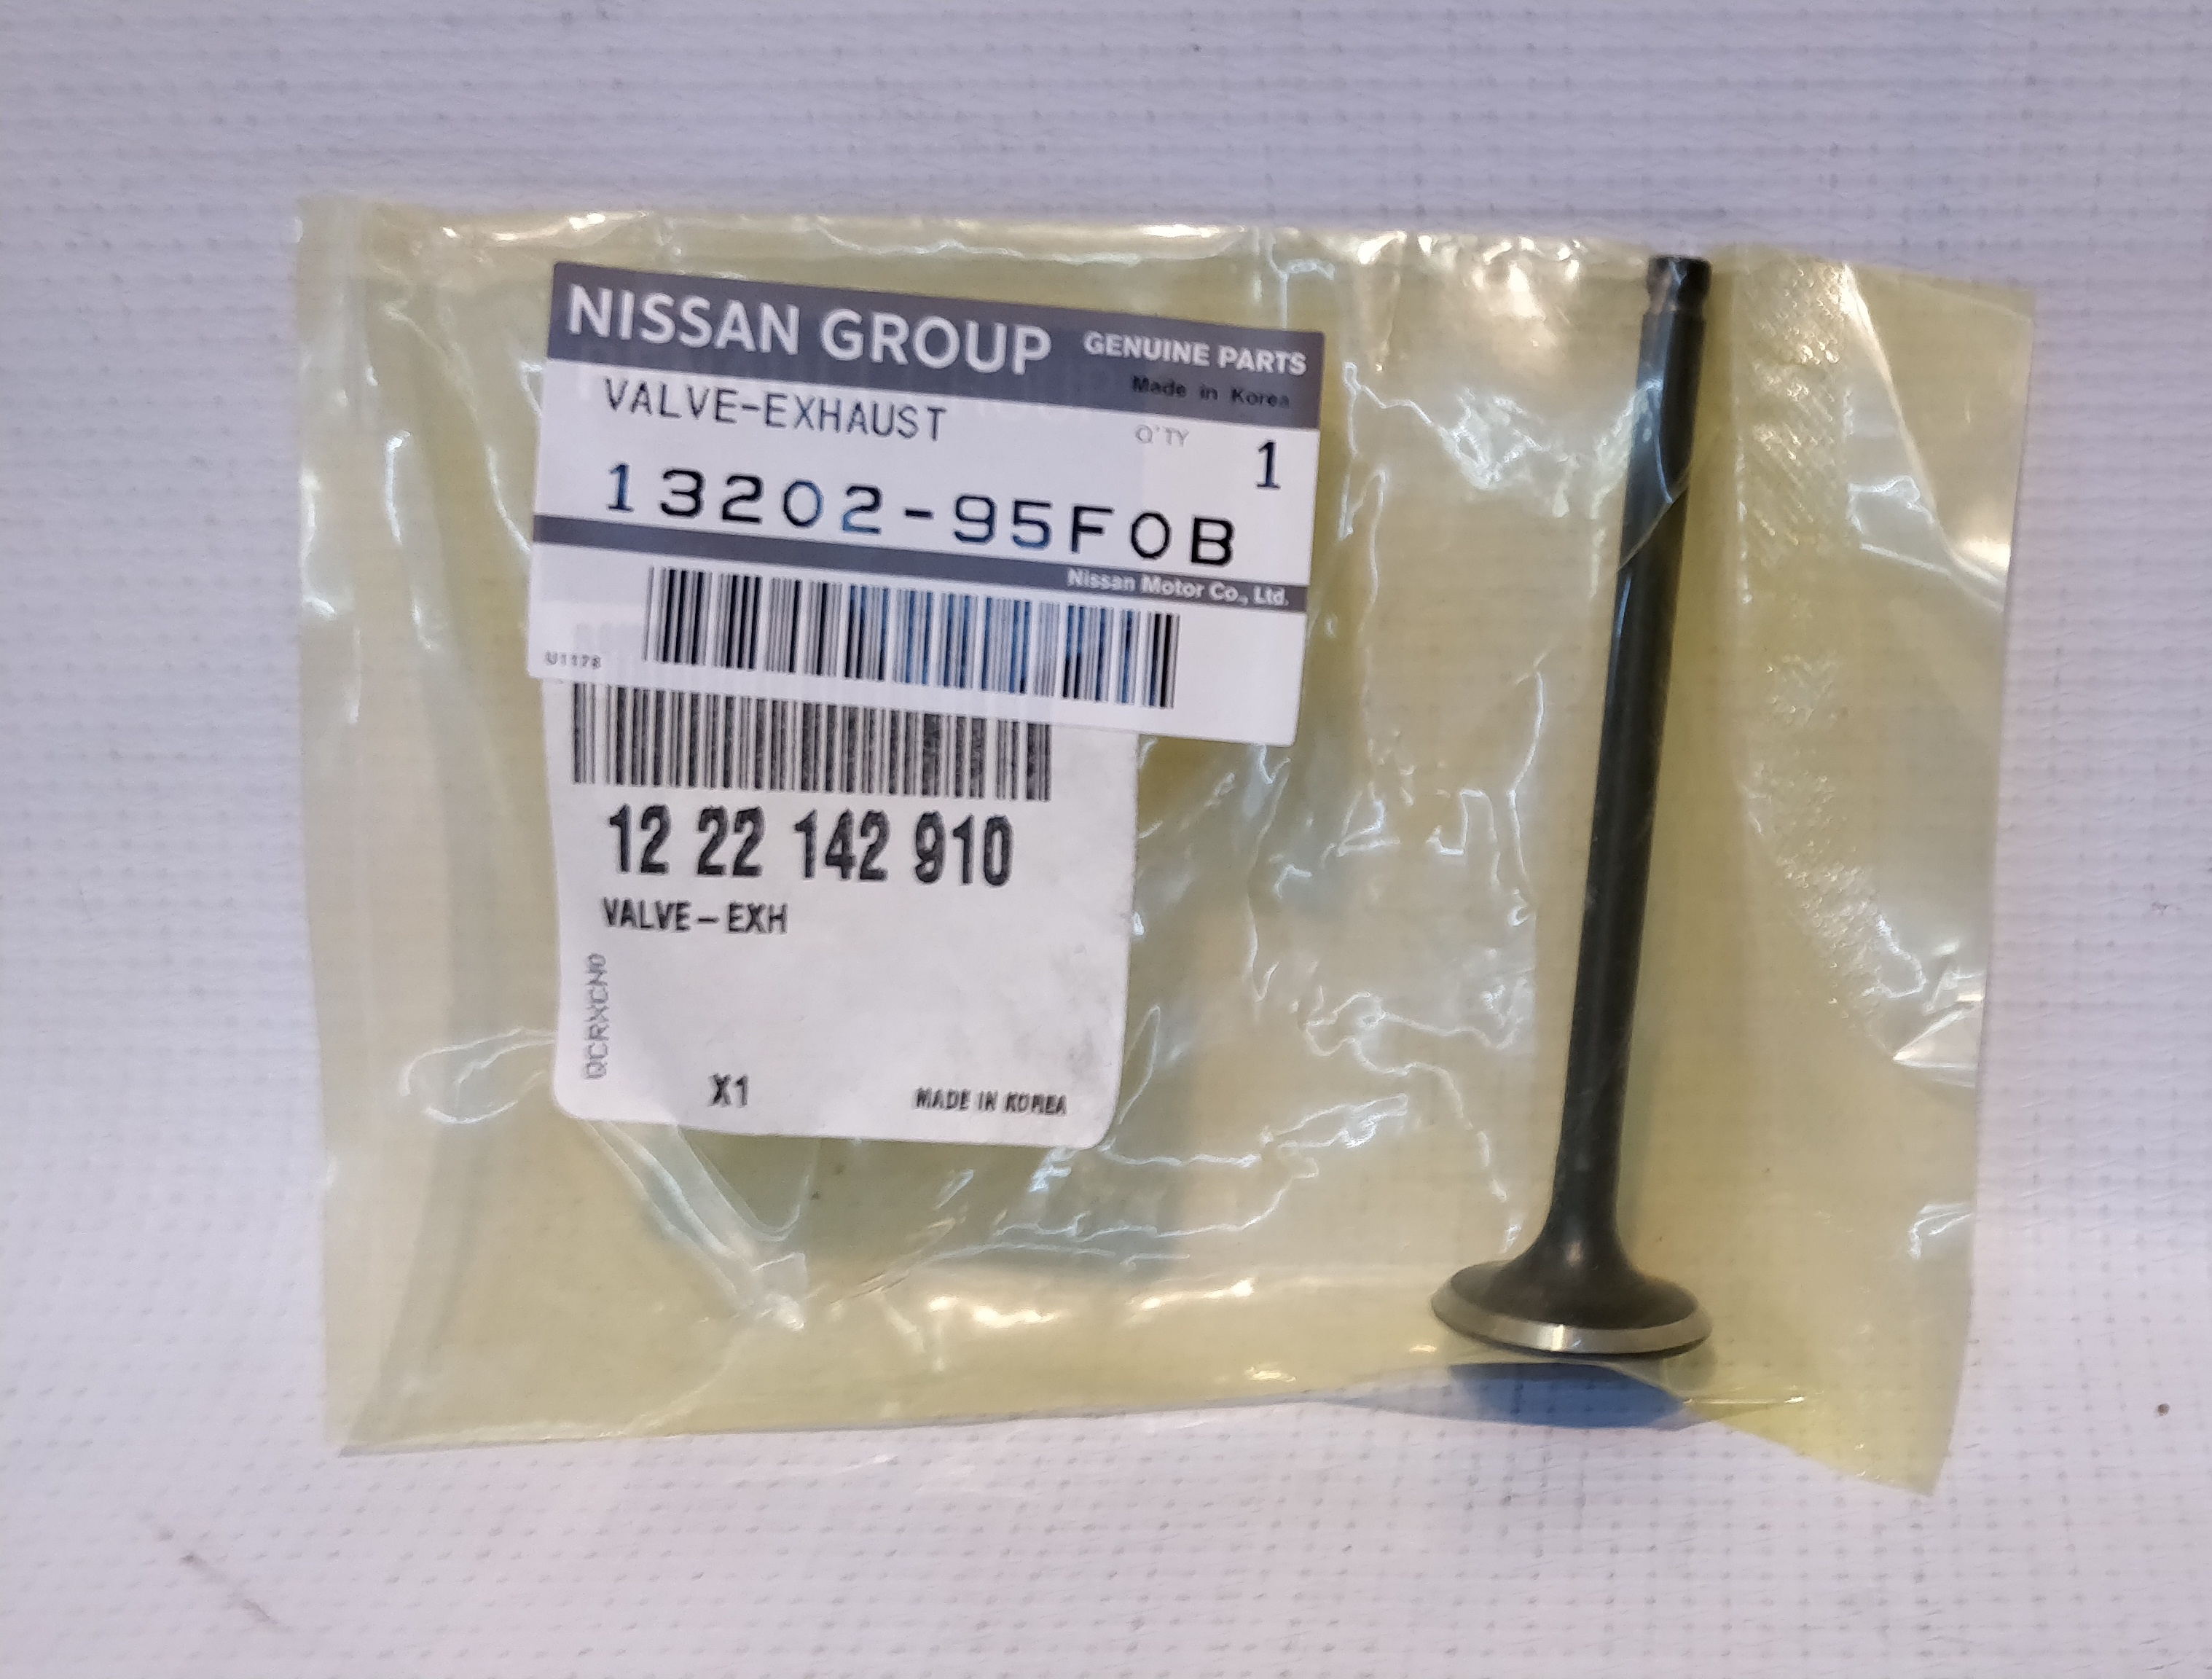 NISSAN GROUP GENUINE PARTS
Made in Korea
VALVE-EXHAUST Q'TY 1
13202-95F0B
Nissan Motor Co., Ltd.
U1178
12 22 142 910
VALVE-EXH
QCRXCN0
X1 MADE IN KOREA